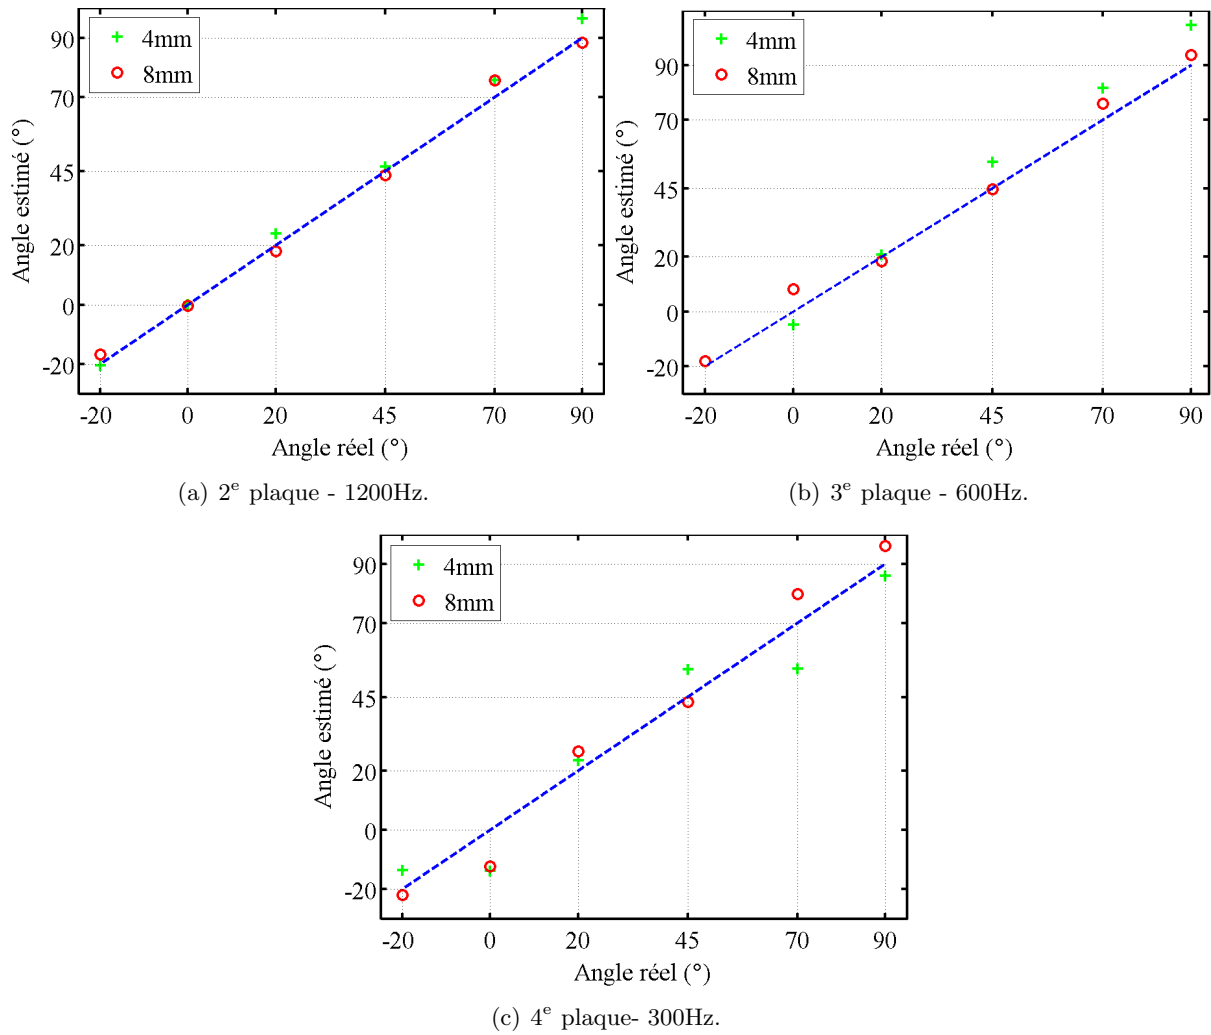 4mm
8mm
90
70
45
20
0
-20
Angle estimé (°)
-20 0 20 45 70 90
Angle réel (°)
(a) 2e plaque - 1200Hz.
4mm
8mm
90
70
45
20
0
-20
Angle estimé (°)
-20 0 20 45 70 90
Angle réel (°)
(b) 3e plaque - 600Hz.
4mm
8mm
90
70
45
20
0
-20
Angle estimé (°)
-20 0 20 45 70 90
Angle réel (°)
(c) 4e plaque- 300Hz.